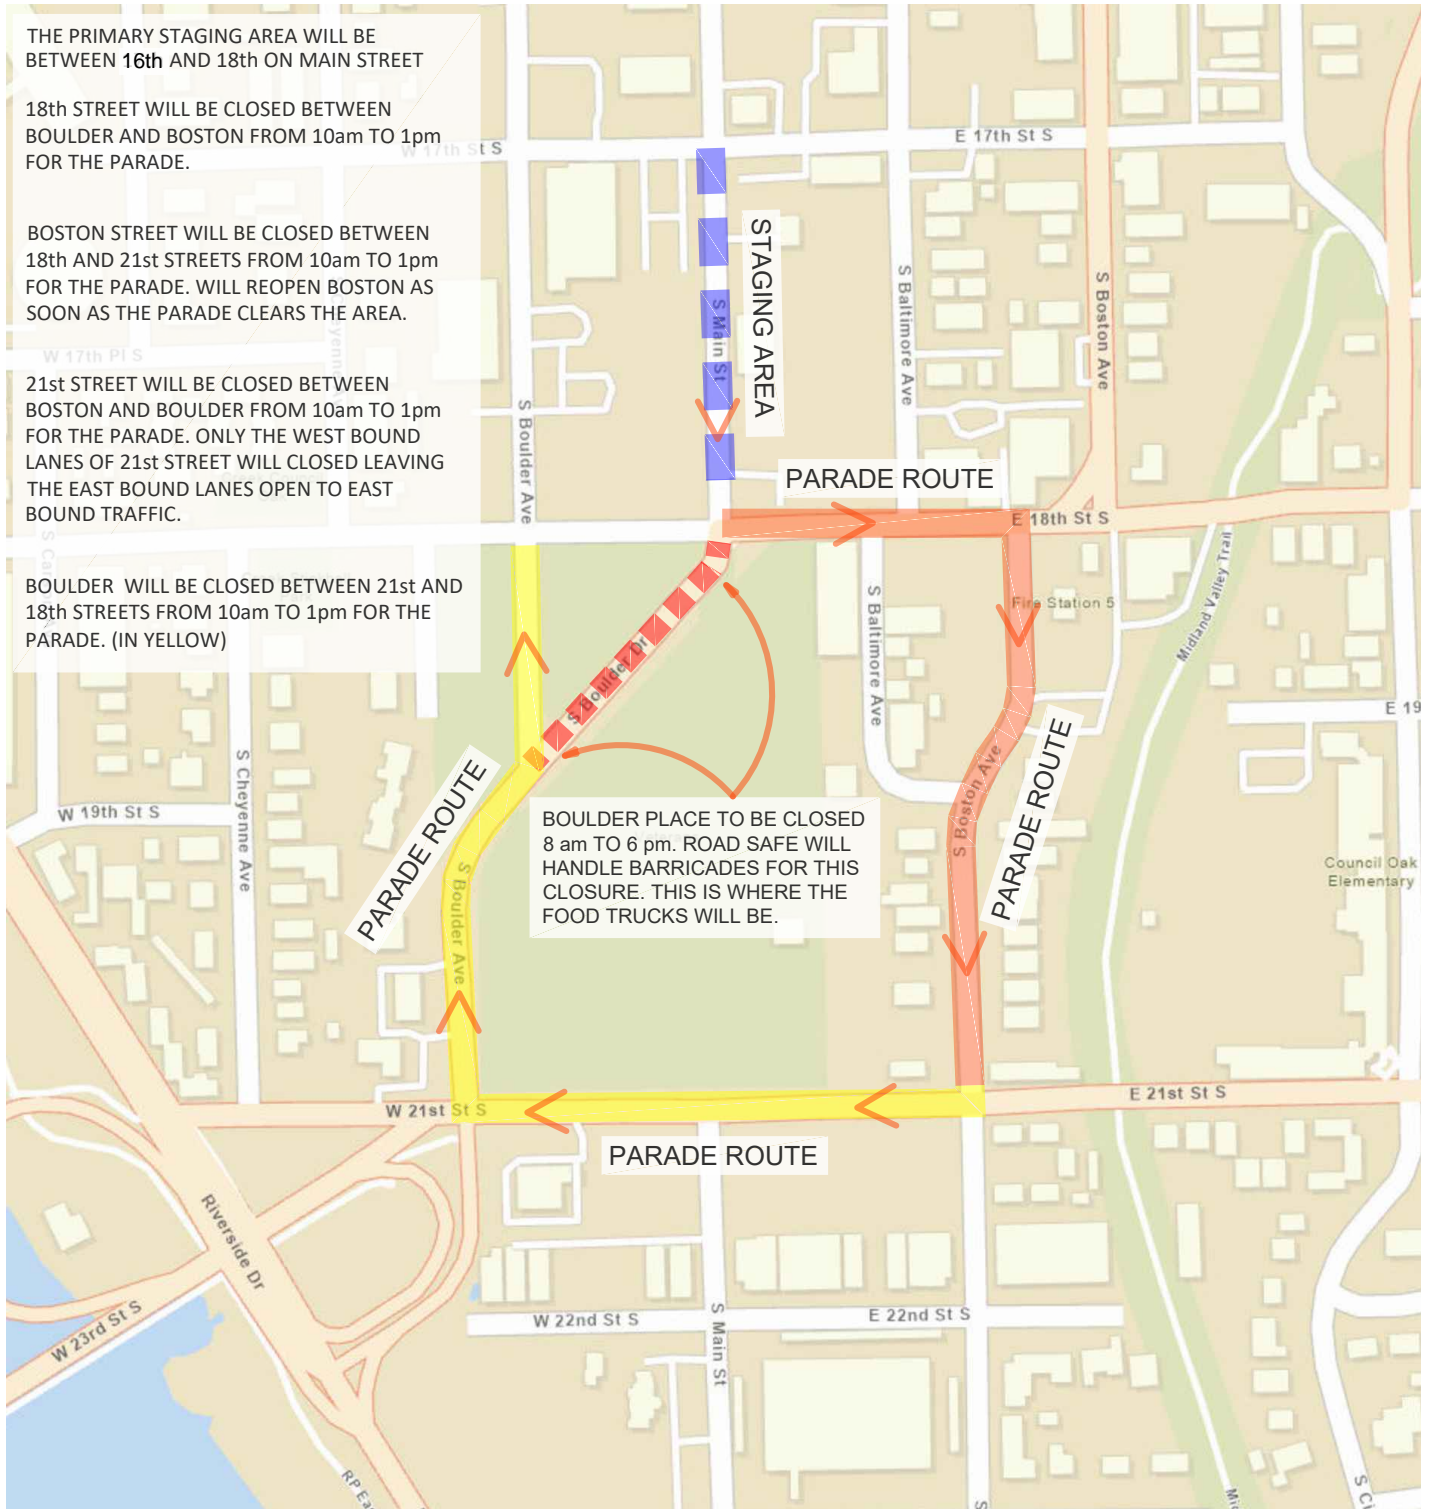 THE PRIMARY STAGING AREA WILL BE
BETWEEN 16th AND 18th ON MAIN STREET
18th STREET WILL BE CLOSED BETWEEN
BOULDER AND BOSTON FROM 10am TO 1pm
FOR THE PARADE.
BOSTON STREET WILL BE CLOSED BETWEEN
18th AND 21st STREETS FROM 10am TO 1pm
FOR THE PARADE. WILL REOPEN BOSTON AS
SOON AS THE PARADE CLEARS THE AREA.
21st STREET WILL BE CLOSED BETWEEN
BOSTON AND BOULDER FROM 10am TO 1pm
FOR THE PARADE. ONLY THE WEST BOUND
LANES OF 21st STREET WILL CLOSED LEAVING
THE EAST BOUND LANES OPEN TO EAST
BOUND TRAFFIC.
BOULDER WILL BE CLOSED BETWEEN 21st AND
18th STREETS FROM 10am TO 1pm FOR THE
PARADE. (IN YELLOW)
W 17th St S
E 17th St S
W 17th Pl S
STAGING AREA
S Main St
S Baltimore Ave
S Boston Ave
S Boulder Ave
PARADE ROUTE
E 18th St S
Midland Valley Trail
Fire Station 5
S Boulder Dr
S Baltimore Ave
E 19
PARADE ROUTE
S Boston Ave
PARADE ROUTE
S Boulder Ave
W 19th St S
S Cheyenne Ave
BOULDER PLACE TO BE CLOSED
8 am TO 6 pm. ROAD SAFE WILL
HANDLE BARRICADES FOR THIS
CLOSURE. THIS IS WHERE THE
FOOD TRUCKS WILL BE.
Council Oak
Elementary
W 21st St S
E 21st St S
PARADE ROUTE
Riverside Dr
W 23rd St S
W 22nd St S
E 22nd St S
S Main St
RP Ea
S
Mi
S Ci